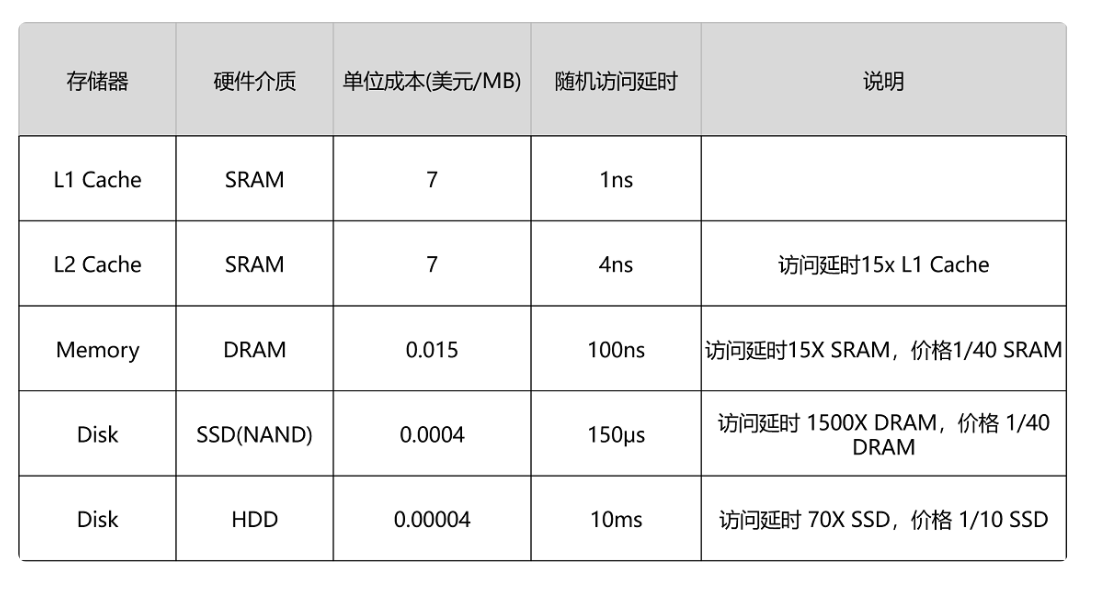 存储器 硬件介质 单位成本(美元/MB) 随机访问延时 说明
L1 Cache SRAM 7 1ns
L2 Cache SRAM 7 4ns 访问延时15x L1 Cache
Memory DRAM 0.015 100ns 访问延时15X SRAM，价格1/40 SRAM
Disk SSD(NAND) 0.0004 150μs 访问延时 1500X DRAM，价格 1/40
DRAM
Disk HDD 0.00004 10ms 访问延时 70X SSD，价格 1/10 SSD